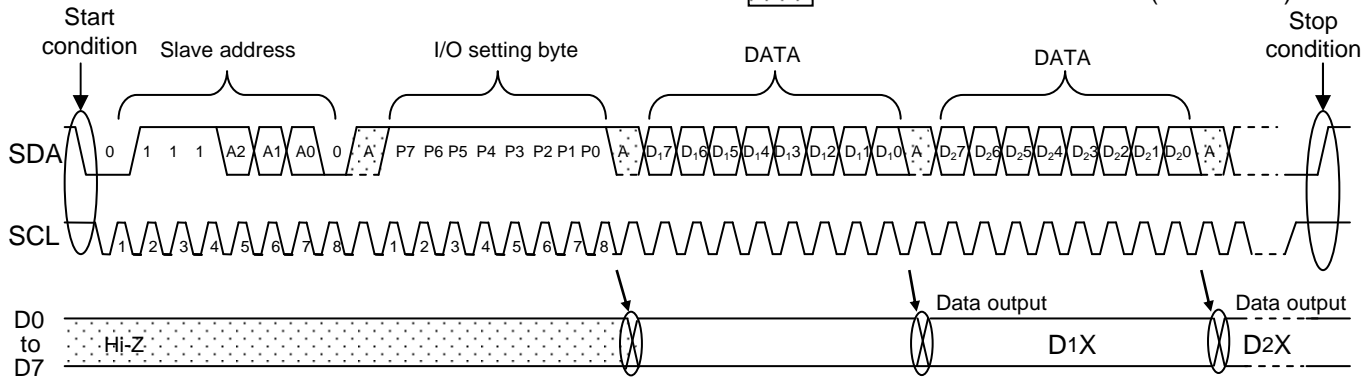 Start condition
Stop condition
Slave address
I/O setting byte
DATA
DATA
SDA
0 1 1 1 A2 A1 A0 0 A P7 P6 P5 P4 P3 P2 P1 P0 A D₁7 D₁6 D₁5 D₁4 D₁3 D₁2 D₁1 D₁0 A D₂7 D₂6 D₂5 D₂4 D₂3 D₂2 D₂1 D₂0 A
SCL
1 2 3 4 5 6 7 8 1 2 3 4 5 6 7 8
Data output
Data output
D0 to D7
Hi-Z
D1X
D2X